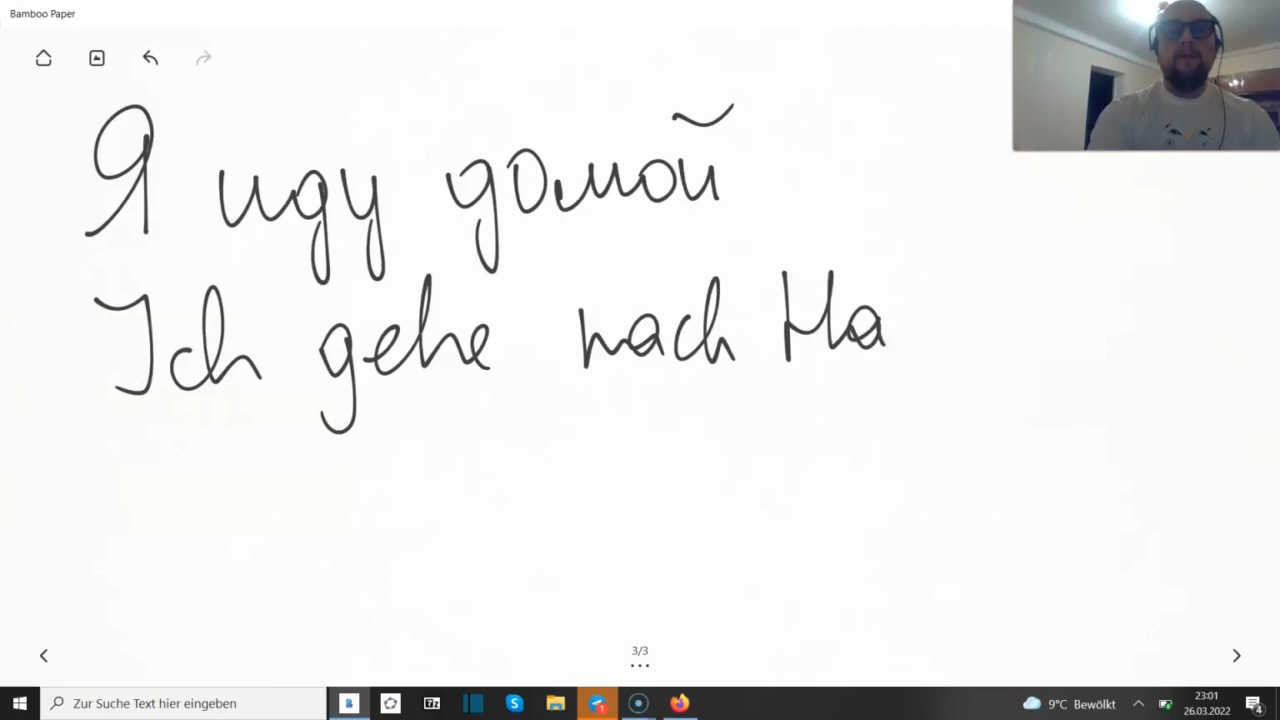 Bamboo Paper
Я иду домой
Ich gehe nach Ha
3/3
Zur Suche Text hier eingeben
9°C Bewölkt
23:01
26.03.2022